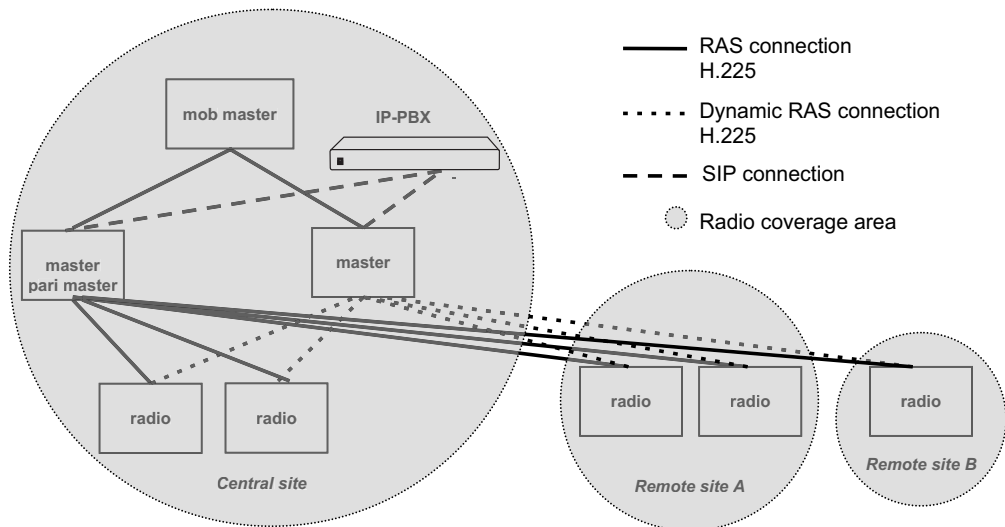 mob master
IP-PBX
master
pari master
master
radio
radio
Central site
radio
radio
Remote site A
radio
Remote site B
RAS connection
H.225
Dynamic RAS connection
H.225
SIP connection
Radio coverage area